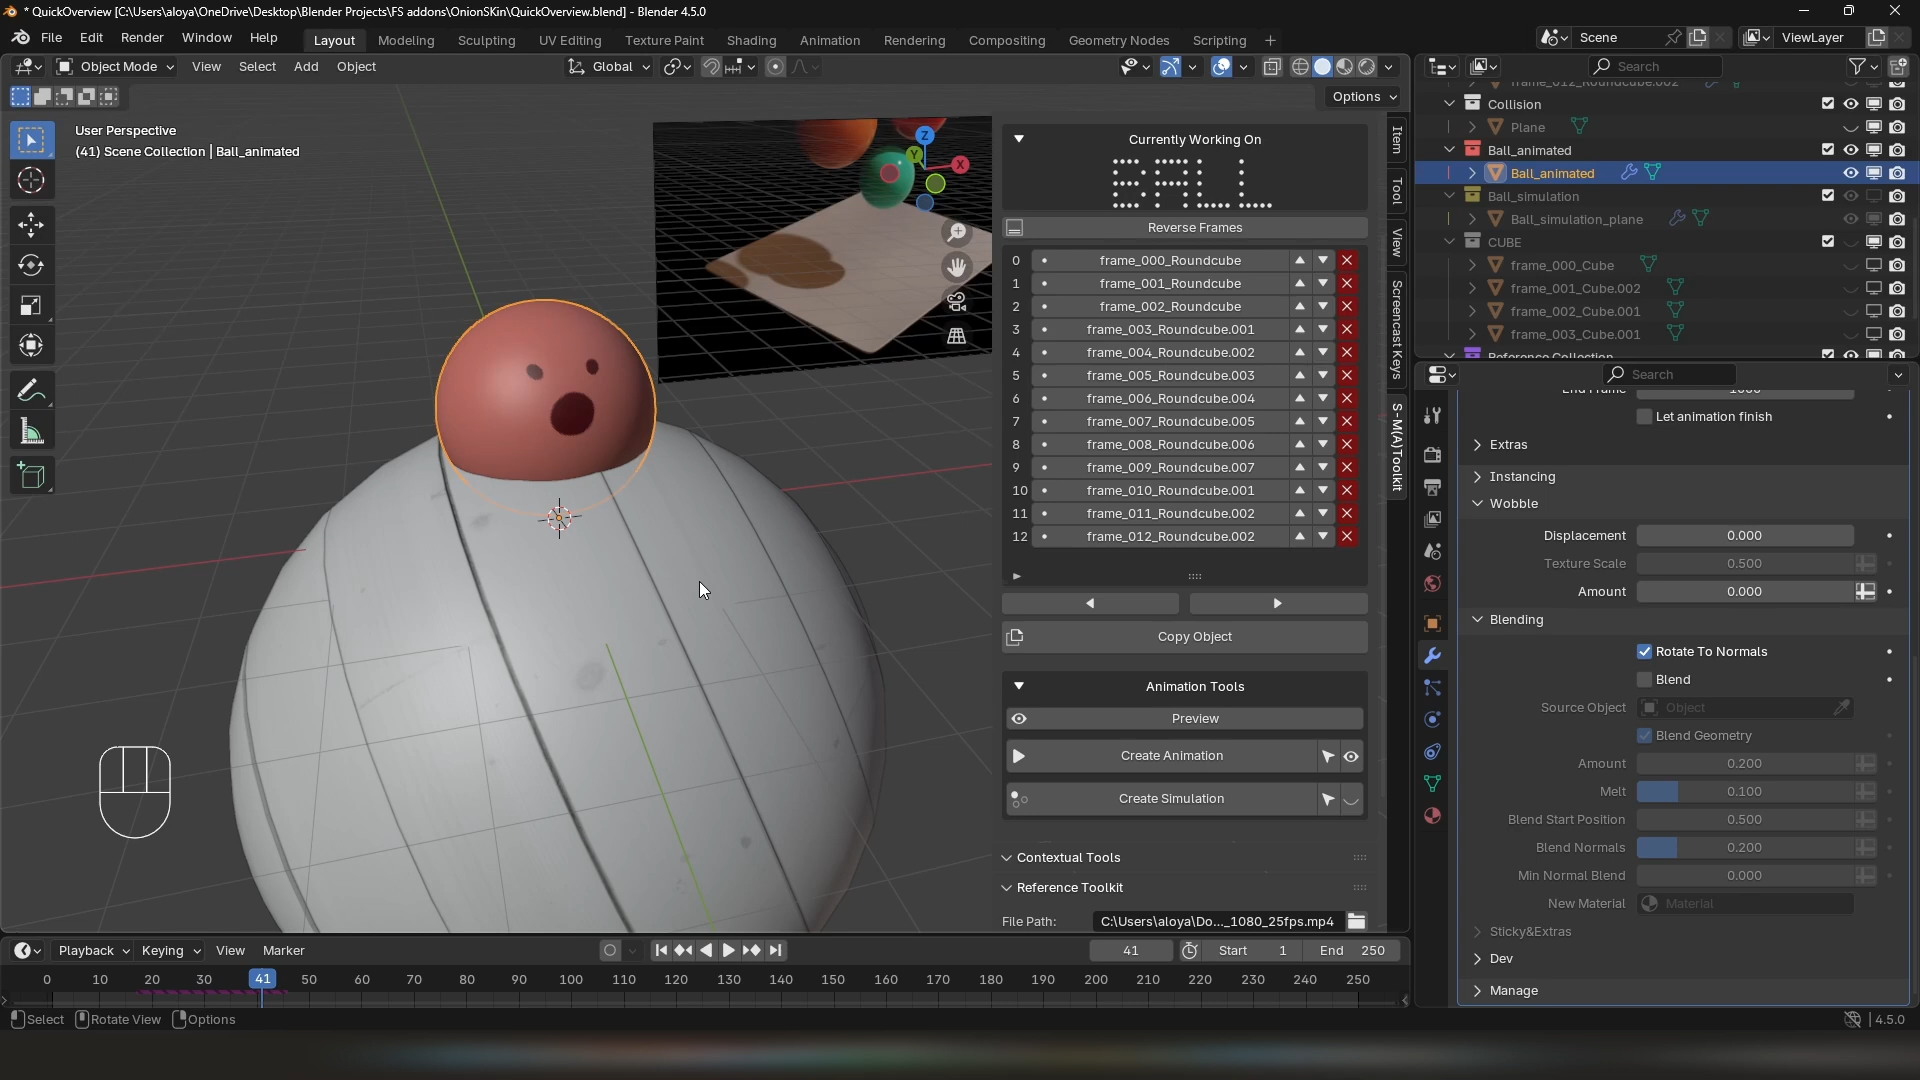 * QuickOverview [C:\Users\aloya\OneDrive\Desktop\Blender Projects\FS addons\OnionSKin\QuickOverview.blend] - Blender 4.5.0
File Edit Render Window Help Layout Modeling Sculpting UV Editing Texture Paint Shading Animation Rendering Compositing Geometry Nodes Scripting + Scene ViewLayer
Object Mode View Select Add Object Global Search
Options
User Perspective
(41) Scene Collection | Ball_animated
Z
Y
X
Currently Working On
BALL
Reverse Frames
0 frame_000_Roundcube
1 frame_001_Roundcube
2 frame_002_Roundcube
3 frame_003_Roundcube.001
4 frame_004_Roundcube.002
5 frame_005_Roundcube.003
6 frame_006_Roundcube.004
7 frame_007_Roundcube.005
8 frame_008_Roundcube.006
9 frame_009_Roundcube.007
10 frame_010_Roundcube.001
11 frame_011_Roundcube.002
12 frame_012_Roundcube.002
Copy Object
Animation Tools
Preview
Create Animation
Create Simulation
Contextual Tools
Reference Toolkit
File Path: C:\Users\aloya\Do..._1080_25fps.mp4
Item
Tool
View
Screencast Keys
S-M(A)Toolkit
frame_012_Roundcube.002
Collision
Plane
Ball_animated
Ball_animated
Ball_simulation
Ball_simulation_plane
CUBE
frame_000_Cube
frame_001_Cube.002
frame_002_Cube.001
frame_003_Cube.001
Reference Collection
Search
End Frame
Let animation finish
Extras
Instancing
Wobble
Displacement 0.000
Texture Scale 0.500
Amount 0.000
Blending
Rotate To Normals
Blend
Source Object Object
Blend Geometry
Amount 0.200
Melt 0.100
Blend Start Position 0.500
Blend Normals 0.200
Min Normal Blend 0.000
New Material Material
Sticky&Extras
Dev
Manage
Playback Keying View Marker 41 Start 1 End 250
0 10 20 30 41 50 60 70 80 90 100 110 120 130 140 150 160 170 180 190 200 210 220 230 240 250
Select Rotate View Options 4.5.0